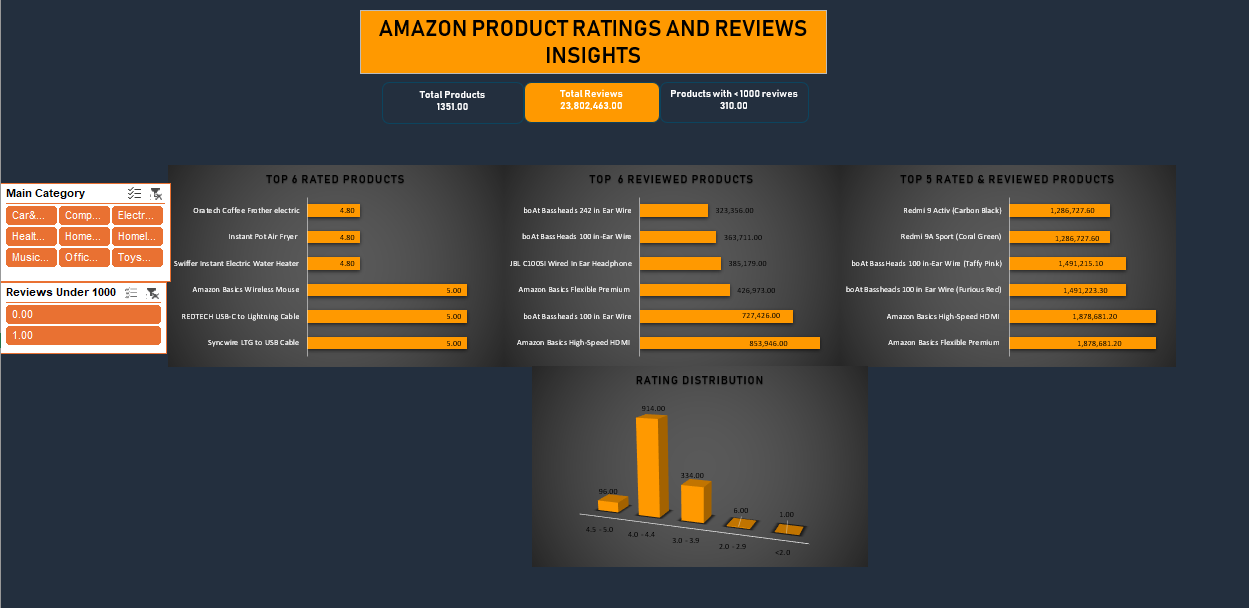 AMAZON PRODUCT RATINGS AND REVIEWS
INSIGHTS
Total Products
1351.00
Total Reviews
23,802,463.00
Products with <1000 reviwes
310.00
Main Category
Car&...
Comp...
Electr...
Healt...
Home...
HomeI...
Music...
Offic...
Toys...
Reviews Under 1000
0.00
1.00
TOP 6 RATED PRODUCTS
Oratech Coffee Frother electric
4.80
Instant Pot Air Fryer
4.80
Swiffer Instant Electric Water Heater
4.80
Amazon Basics Wireless Mouse
5.00
REDTECH USB-C to Lightning Cable
5.00
Syncwire LTG to USB Cable
5.00
TOP 6 REVIEWED PRODUCTS
boAt Bassheads 242 in Ear Wire
323,356.00
boAt BassHeads 100 in-Ear Wire
363,711.00
JBL C100SI Wired In Ear Headphone
385,179.00
Amazon Basics Flexible Premium
426,973.00
boAt Bassheads 100 in Ear Wire
727,426.00
Amazon Basics High-Speed HDMI
853,946.00
TOP 5 RATED & REVIEWED PRODUCTS
Redmi 9 Activ (Carbon Black)
1,286,727.60
Redmi 9A Sport (Coral Green)
1,286,727.60
boAt BassHeads 100 in-Ear Wire (Taffy Pink)
1,491,215.10
boAt Bassheads 100 in Ear Wire (Furious Red)
1,491,223.30
Amazon Basics High-Speed HDMI
1,878,681.20
Amazon Basics Flexible Premium
1,878,681.20
RATING DISTRIBUTION
96.00
914.00
334.00
6.00
1.00
4.5 - 5.0
4.0 - 4.4
3.0 - 3.9
2.0 - 2.9
<2.0